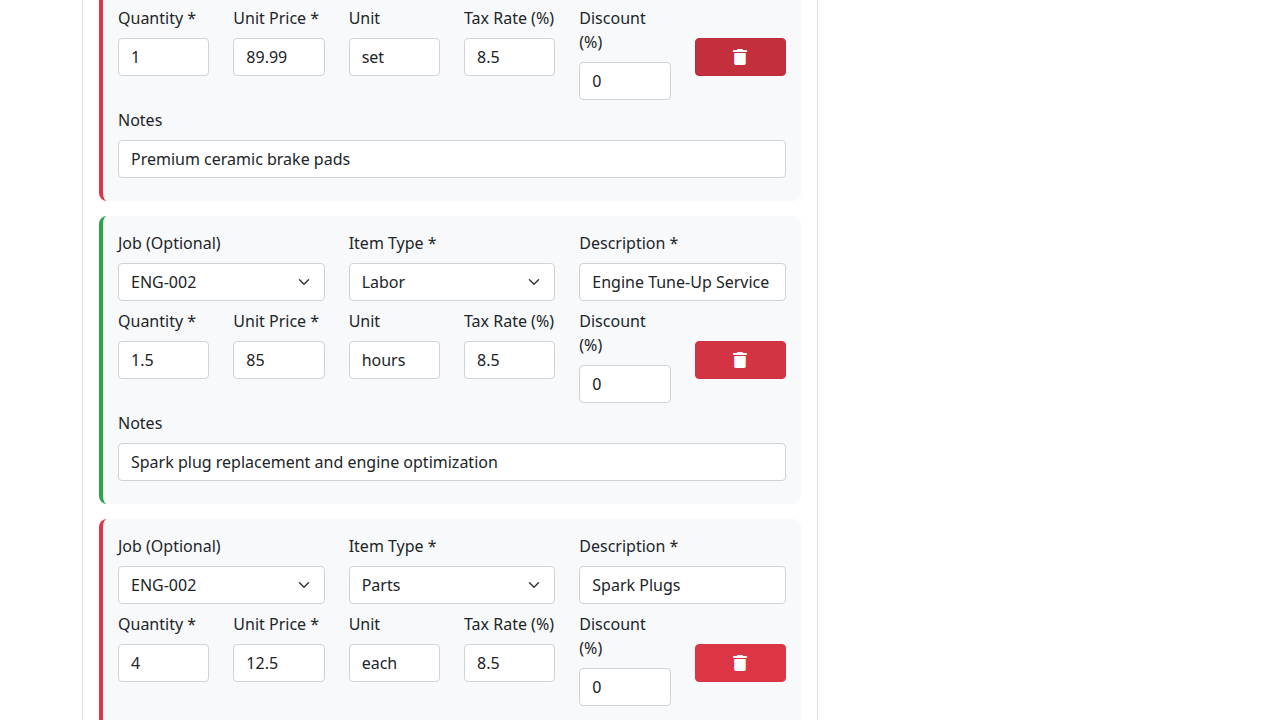 Quantity * Unit Price * Unit Tax Rate (%) Discount (%)
1 89.99 set 8.5 0
Notes
Premium ceramic brake pads
Job (Optional) Item Type * Description *
ENG-002 Labor Engine Tune-Up Service
Quantity * Unit Price * Unit Tax Rate (%) Discount (%)
1.5 85 hours 8.5 0
Notes
Spark plug replacement and engine optimization
Job (Optional) Item Type * Description *
ENG-002 Parts Spark Plugs
Quantity * Unit Price * Unit Tax Rate (%) Discount (%)
4 12.5 each 8.5 0